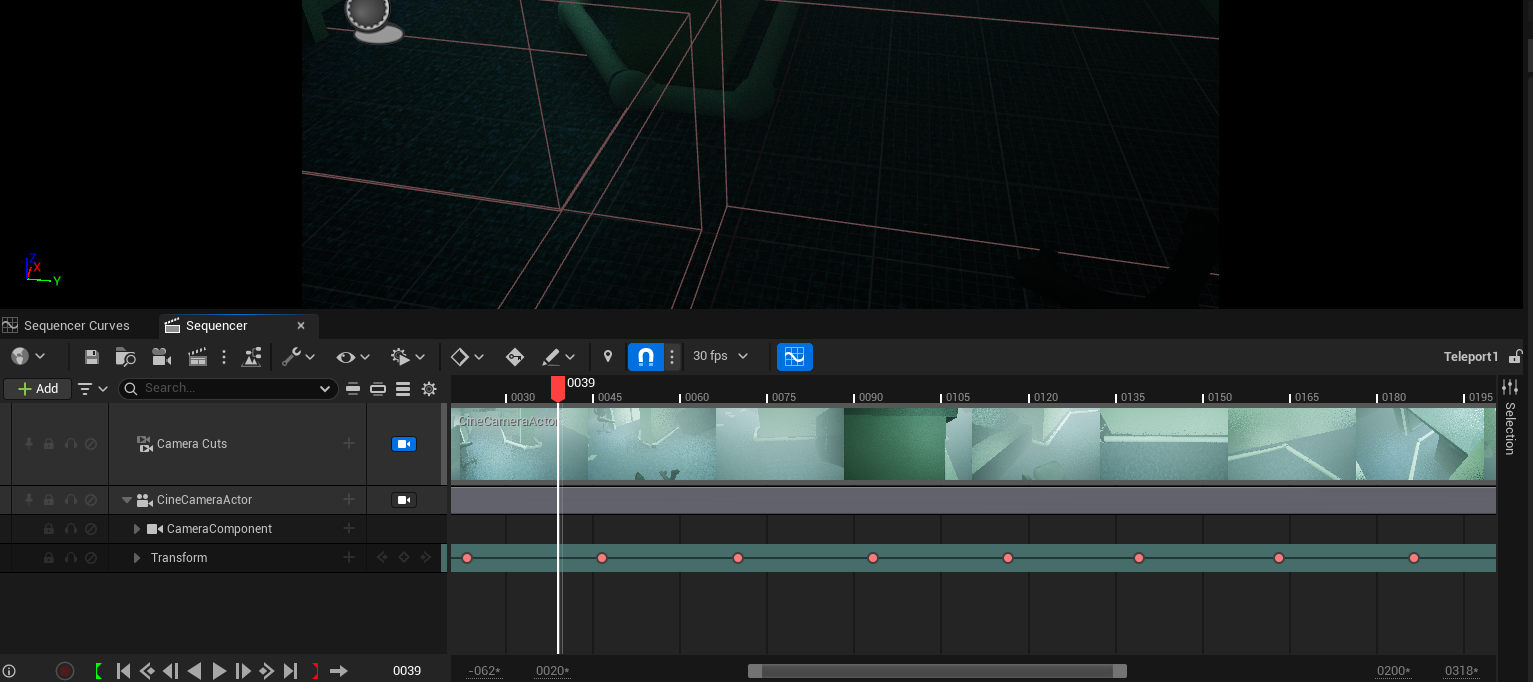 Z
X
Y
Sequencer Curves
Sequencer
30 fps
Teleport1
Add
Search...
0039
0030 0045 0060 0075 0090 0105 0120 0135 0150 0165 0180 0195
Selection
Camera Cuts
CineCameraActor
CineCameraActor
CameraComponent
Transform
0039
-062*
0020*
0200*
0318*